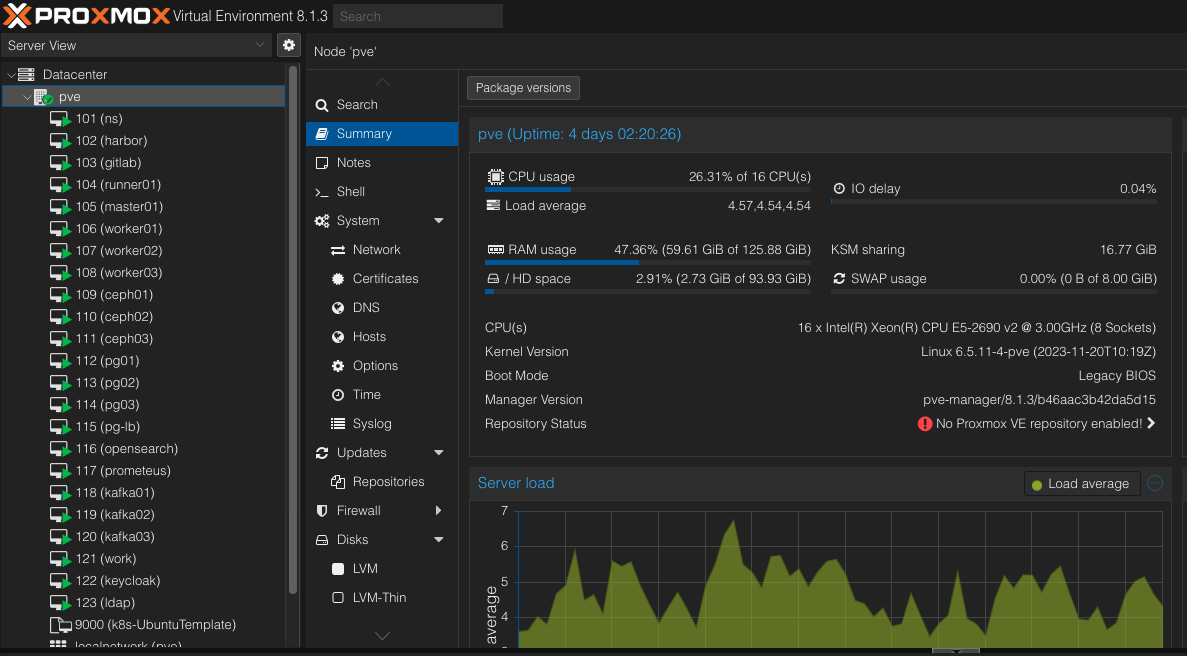 PROXMOX Virtual Environment 8.1.3 Search
Server View
Datacenter
pve
101 (ns)
102 (harbor)
103 (gitlab)
104 (runner01)
105 (master01)
106 (worker01)
107 (worker02)
108 (worker03)
109 (ceph01)
110 (ceph02)
111 (ceph03)
112 (pg01)
113 (pg02)
114 (pg03)
115 (pg-lb)
116 (opensearch)
117 (prometeus)
118 (kafka01)
119 (kafka02)
120 (kafka03)
121 (work)
122 (keycloak)
123 (ldap)
9000 (k8s-UbuntuTemplate)
localnetwork (pve)
Node 'pve'
Search
Summary
Notes
Shell
System
Network
Certificates
DNS
Hosts
Options
Time
Syslog
Updates
Repositories
Firewall
Disks
LVM
LVM-Thin
Package versions
pve (Uptime: 4 days 02:20:26)
CPU usage 26.31% of 16 CPU(s)
IO delay 0.04%
Load average 4.57,4.54,4.54
RAM usage 47.36% (59.61 GiB of 125.88 GiB)
KSM sharing 16.77 GiB
/ HD space 2.91% (2.73 GiB of 93.93 GiB)
SWAP usage 0.00% (0 B of 8.00 GiB)
CPU(s) 16 x Intel(R) Xeon(R) CPU E5-2690 v2 @ 3.00GHz (8 Sockets)
Kernel Version Linux 6.5.11-4-pve (2023-11-20T10:19Z)
Boot Mode Legacy BIOS
Manager Version pve-manager/8.1.3/b46aac3b42da5d15
Repository Status No Proxmox VE repository enabled!
Server load
Load average
7
6
5
4
average